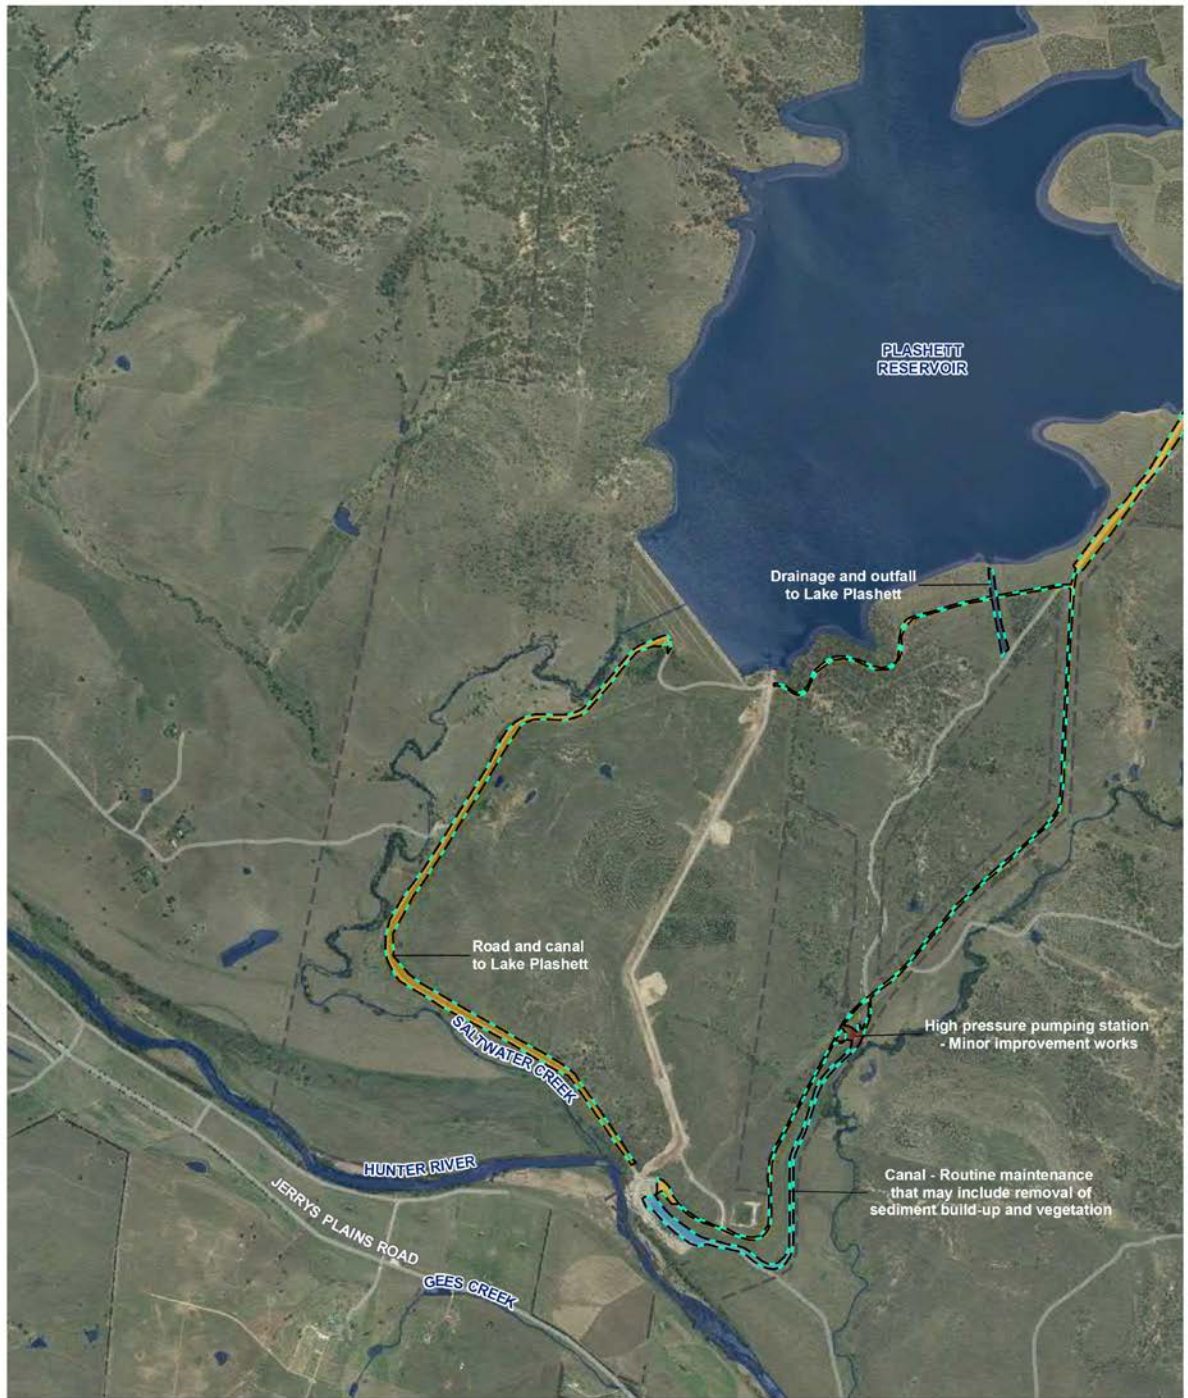 PLASHETT
RESERVOIR
Drainage and outfall
to Lake Plashett
Road and canal
to Lake Plashett
SALTWATER CREEK
High pressure pumping station
- Minor improvement works
HUNTER RIVER
Canal - Routine maintenance
that may include removal of
sediment build-up and vegetation
JERRYS PLAINS ROAD
GEES CREEK